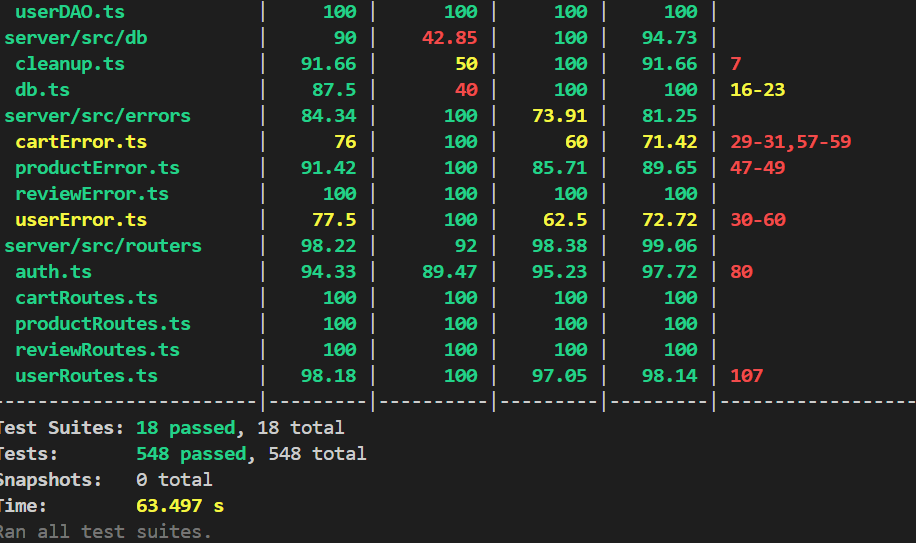 userDAO.ts | 100 | 100 | 100 | 100 |
server/src/db | 90 | 42.85 | 100 | 94.73 |
cleanup.ts | 91.66 | 50 | 100 | 91.66 | 7
db.ts | 87.5 | 40 | 100 | 100 | 16-23
server/src/errors | 84.34 | 100 | 73.91 | 81.25 |
cartError.ts | 76 | 100 | 60 | 71.42 | 29-31,57-59
productError.ts | 91.42 | 100 | 85.71 | 89.65 | 47-49
reviewError.ts | 100 | 100 | 100 | 100 |
userError.ts | 77.5 | 100 | 62.5 | 72.72 | 30-60
server/src/routers | 98.22 | 92 | 98.38 | 99.06 |
auth.ts | 94.33 | 89.47 | 95.23 | 97.72 | 80
cartRoutes.ts | 100 | 100 | 100 | 100 |
productRoutes.ts | 100 | 100 | 100 | 100 |
reviewRoutes.ts | 100 | 100 | 100 | 100 |
userRoutes.ts | 98.18 | 100 | 97.05 | 98.14 | 107
------------------------|---------|----------|---------|---------|-------------------
Test Suites: 18 passed, 18 total
Tests: 548 passed, 548 total
Snapshots: 0 total
Time: 63.497 s
Ran all test suites.